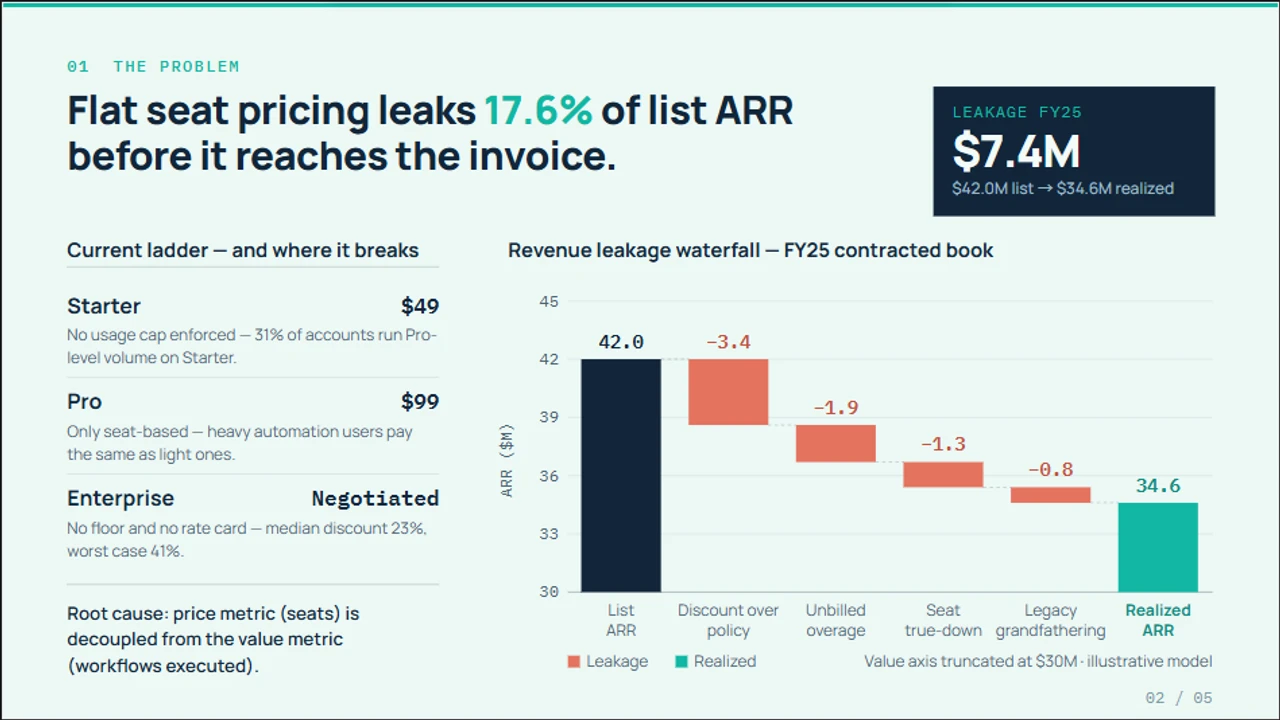 01 THE PROBLEM
Flat seat pricing leaks 17.6% of list ARR
before it reaches the invoice.
LEAKAGE FY25
$7.4M
$42.0M list → $34.6M realized
Current ladder — and where it breaks
Starter $49
No usage cap enforced — 31% of accounts run Pro-
level volume on Starter.
Pro $99
Only seat-based — heavy automation users pay
the same as light ones.
Enterprise Negotiated
No floor and no rate card — median discount 23%,
worst case 41%.
Root cause: price metric (seats) is
decoupled from the value metric
(workflows executed).
Revenue leakage waterfall — FY25 contracted book
ARR ($M)
45
42
39
36
33
30
42.0
−3.4
−1.9
−1.3
−0.8
34.6
List
ARR
Discount over
policy
Unbilled
overage
Seat
true-down
Legacy
grandfathering
Realized
ARR
Leakage
Realized
Value axis truncated at $30M · illustrative model
02 / 05